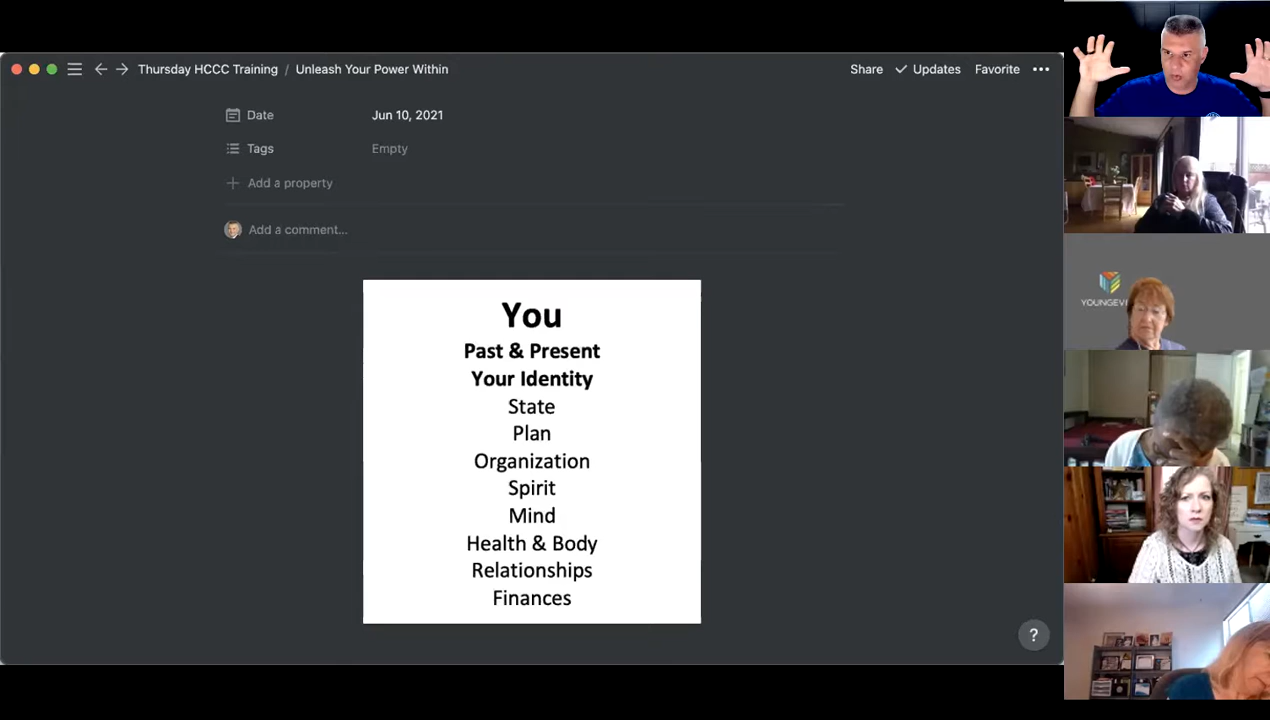 Thursday HCCC Training / Unleash Your Power Within
Share ✓ Updates Favorite •••
Date Jun 10, 2021
Tags Empty
+ Add a property
Add a comment...
You
Past & Present
Your Identity
State
Plan
Organization
Spirit
Mind
Health & Body
Relationships
Finances
?